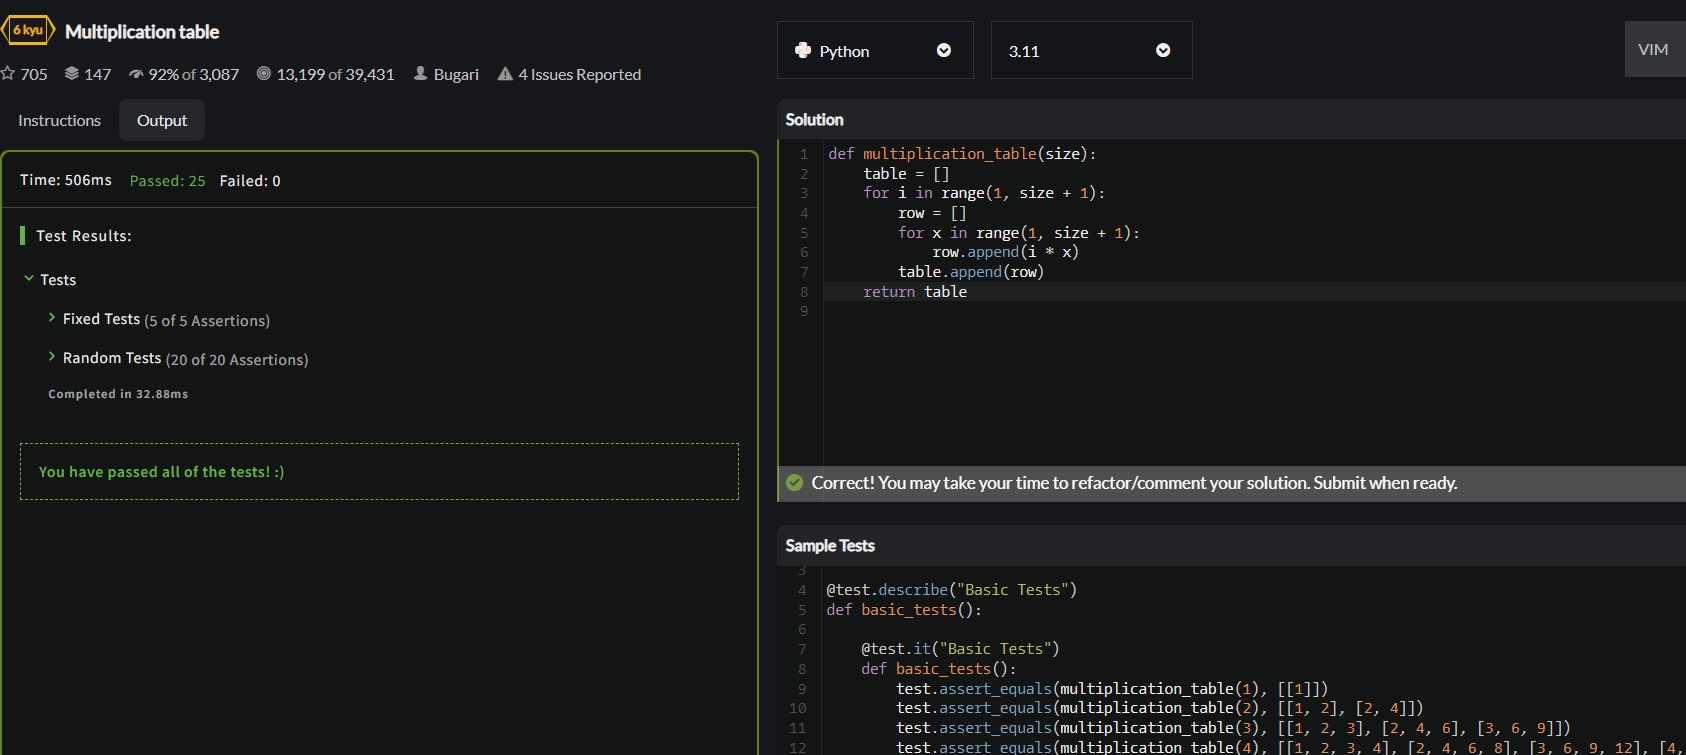 6 kyu Multiplication table
705 147 92% of 3,087 13,199 of 39,431 Bugari 4 Issues Reported
Instructions Output
Time: 506ms Passed: 25 Failed: 0
Test Results:
Tests
Fixed Tests (5 of 5 Assertions)
Random Tests (20 of 20 Assertions)
Completed in 32.88ms
You have passed all of the tests! :)
Python 3.11 VIM
Solution
1 def multiplication_table(size):
2     table = []
3     for i in range(1, size + 1):
4         row = []
5         for x in range(1, size + 1):
6             row.append(i * x)
7         table.append(row)
8     return table
9
Correct! You may take your time to refactor/comment your solution. Submit when ready.
Sample Tests
3
4 @test.describe("Basic Tests")
5 def basic_tests():
6
7     @test.it("Basic Tests")
8     def basic_tests():
9         test.assert_equals(multiplication_table(1), [[1]])
10         test.assert_equals(multiplication_table(2), [[1, 2], [2, 4]])
11         test.assert_equals(multiplication_table(3), [[1, 2, 3], [2, 4, 6], [3, 6, 9]])
12         test.assert_equals(multiplication_table(4), [[1, 2, 3, 4], [2, 4, 6, 8], [3, 6, 9, 12], [4,